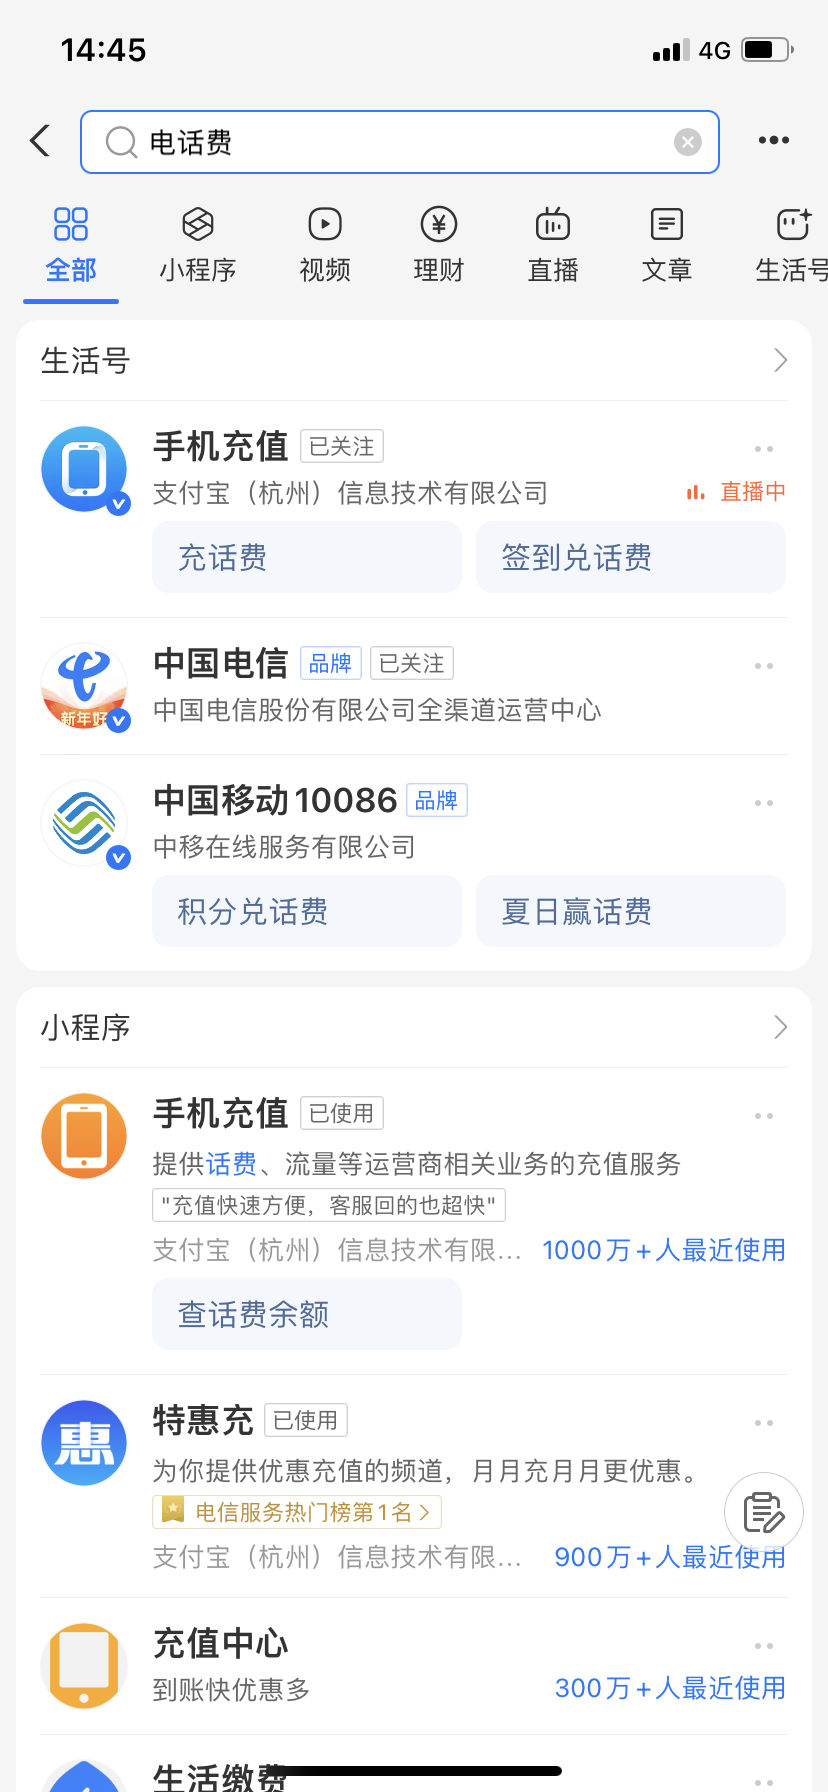 14:45
4G
电话费
全部
小程序
视频
理财
直播
文章
生活号
生活号
手机充值 已关注
支付宝（杭州）信息技术有限公司
直播中
充话费
签到兑话费
中国电信 品牌 已关注
中国电信股份有限公司全渠道运营中心
新年好
中国移动10086 品牌
中移在线服务有限公司
积分兑话费
夏日赢话费
小程序
手机充值 已使用
提供话费、流量等运营商相关业务的充值服务
"充值快速方便，客服回的也超快"
支付宝（杭州）信息技术有限...
1000万+人最近使用
查话费余额
惠
特惠充 已使用
为你提供优惠充值的频道，月月充月月更优惠。
电信服务热门榜第1名
支付宝（杭州）信息技术有限...
900万+人最近使用
充值中心
到账快优惠多
300万+人最近使用
生活缴费